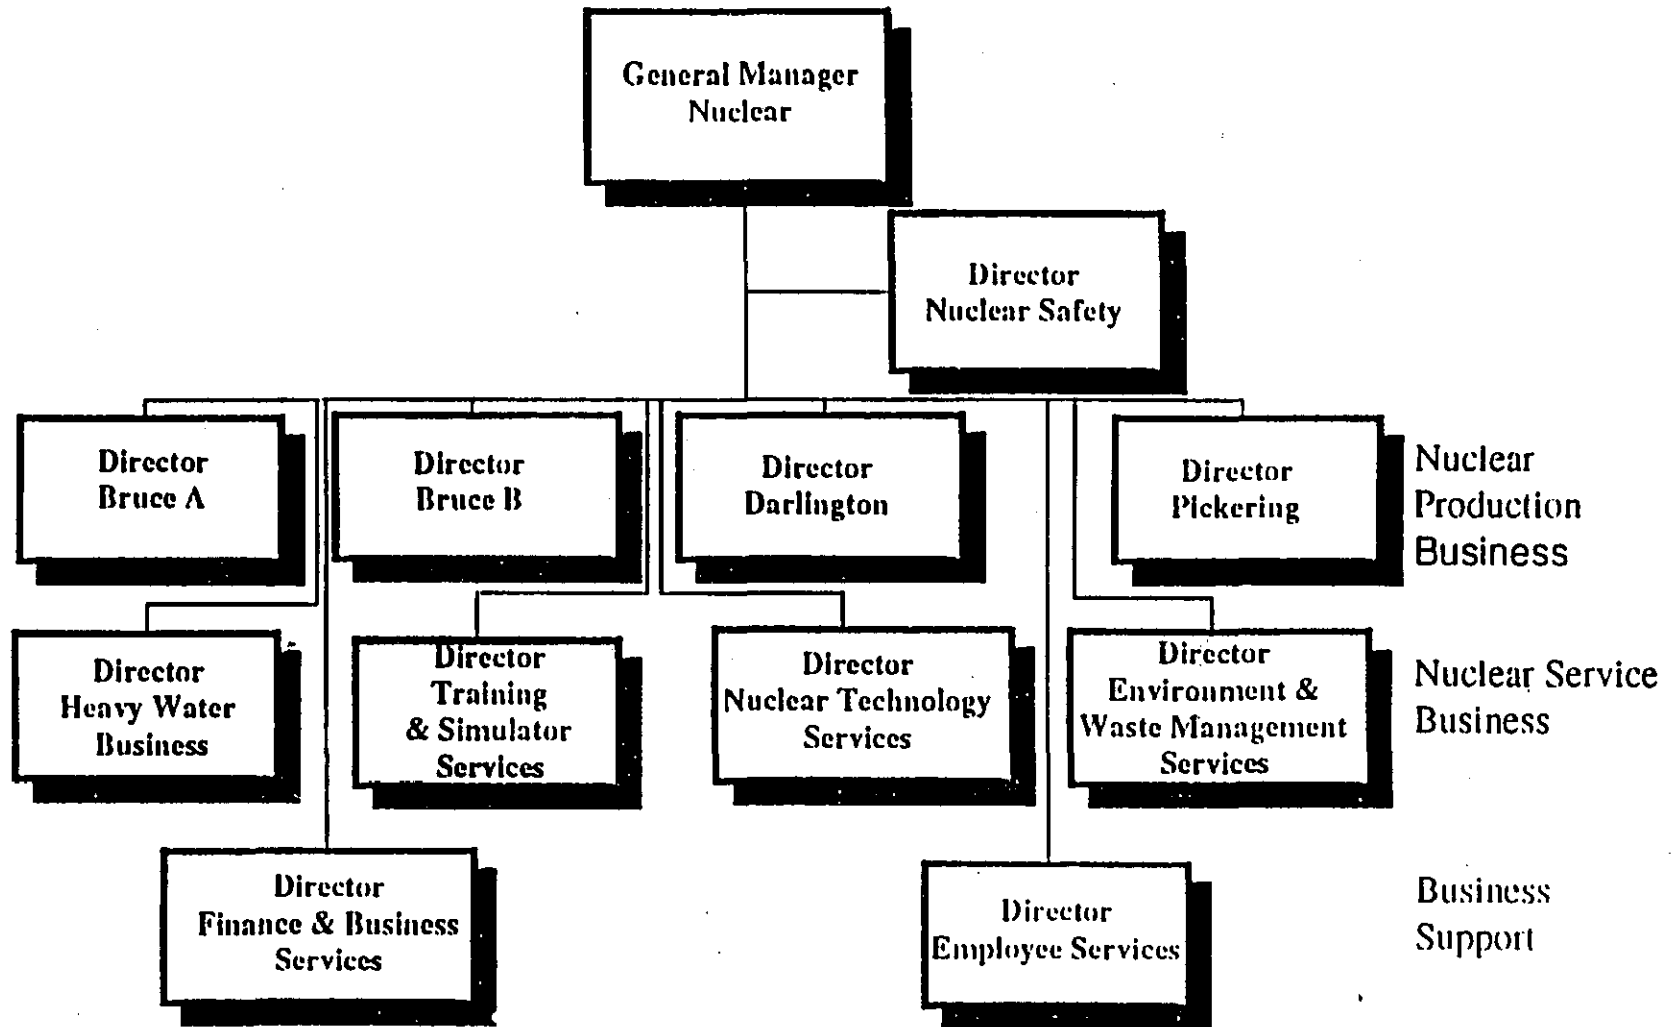 General Manager
Nuclear
Director
Nuclear Safety
Director
Bruce A
Director
Bruce B
Director
Darlington
Director
Pickering
Nuclear
Production
Business
Director
Heavy Water
Business
Director
Training
& Simulator
Services
Director
Nuclear Technology
Services
Director
Environment &
Waste Management
Services
Nuclear Service
Business
Director
Finance & Business
Services
Director
Employee Services
Business
Support